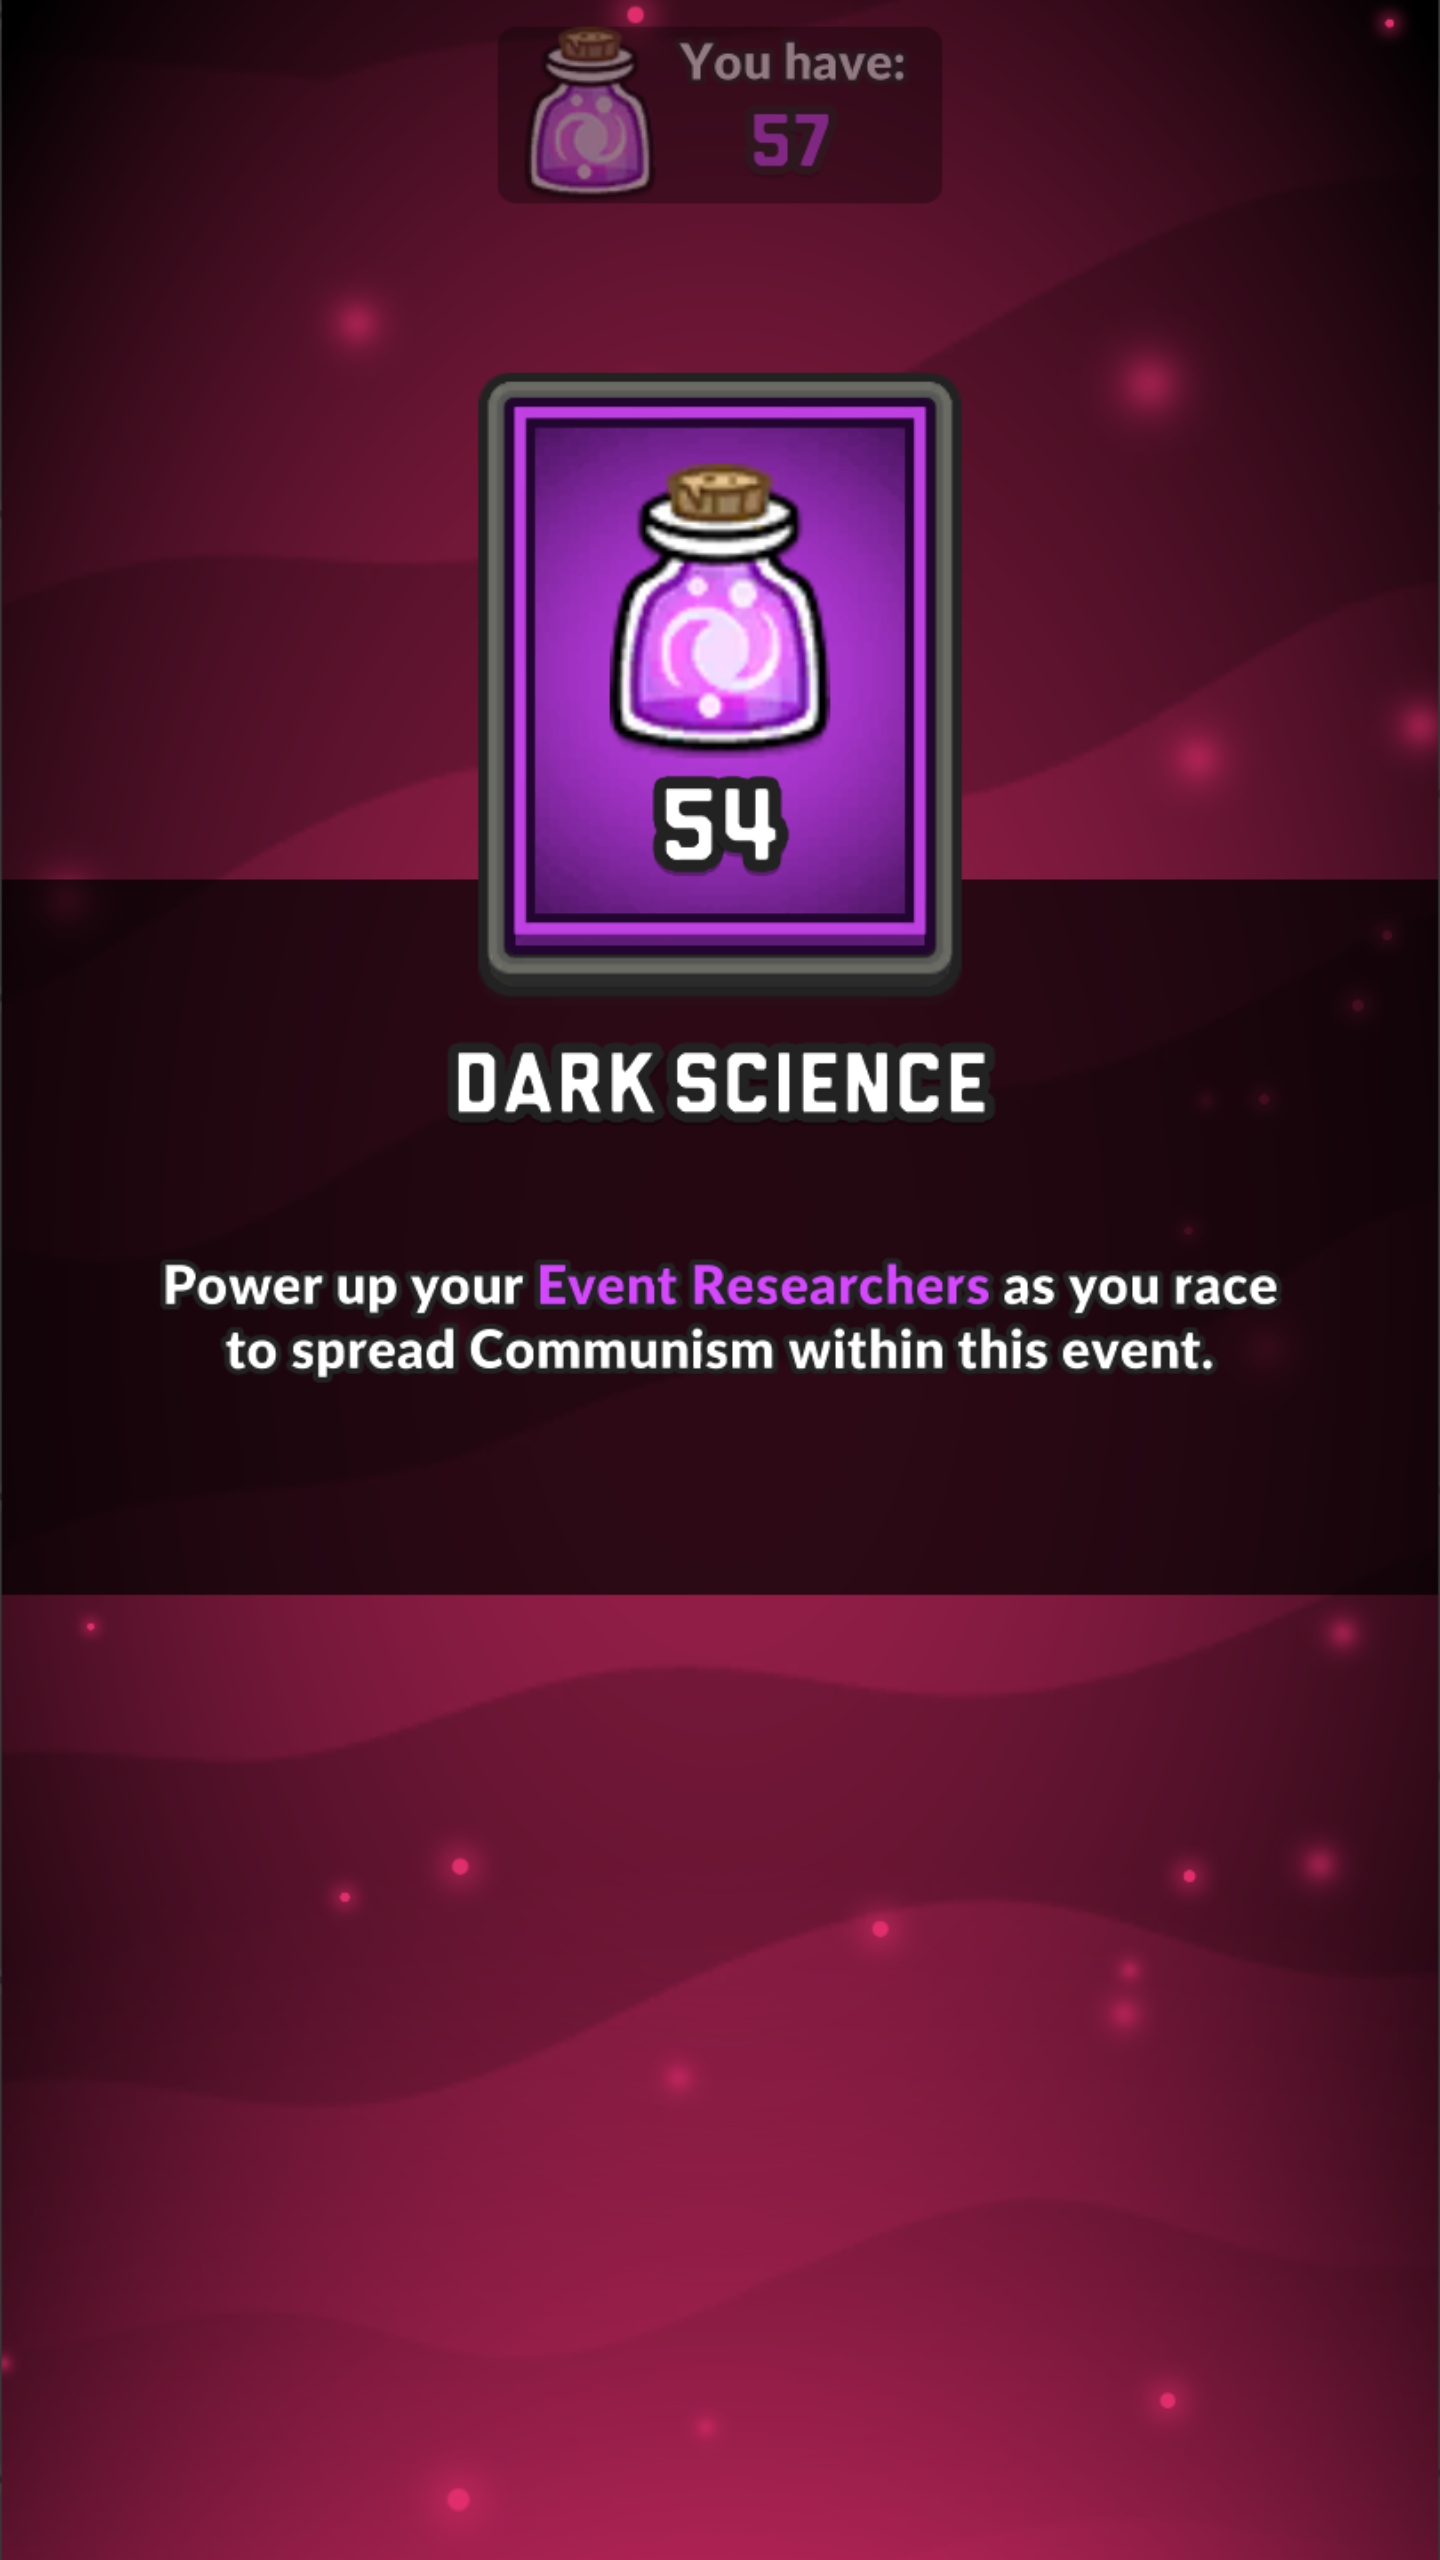 You have:
57
54
DARK SCIENCE
Power up your Event Researchers as you race
to spread Communism within this event.